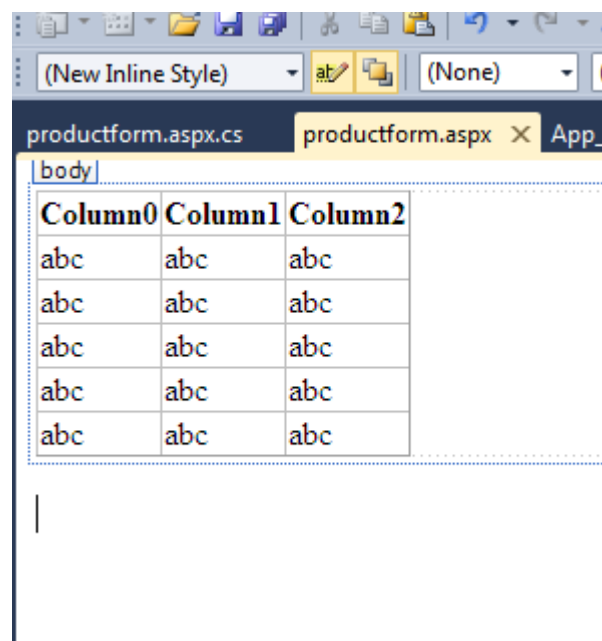 (New Inline Style) ab (None)
productform.aspx.cs productform.aspx App_
body
Column0 Column1 Column2
abc abc abc
abc abc abc
abc abc abc
abc abc abc
abc abc abc